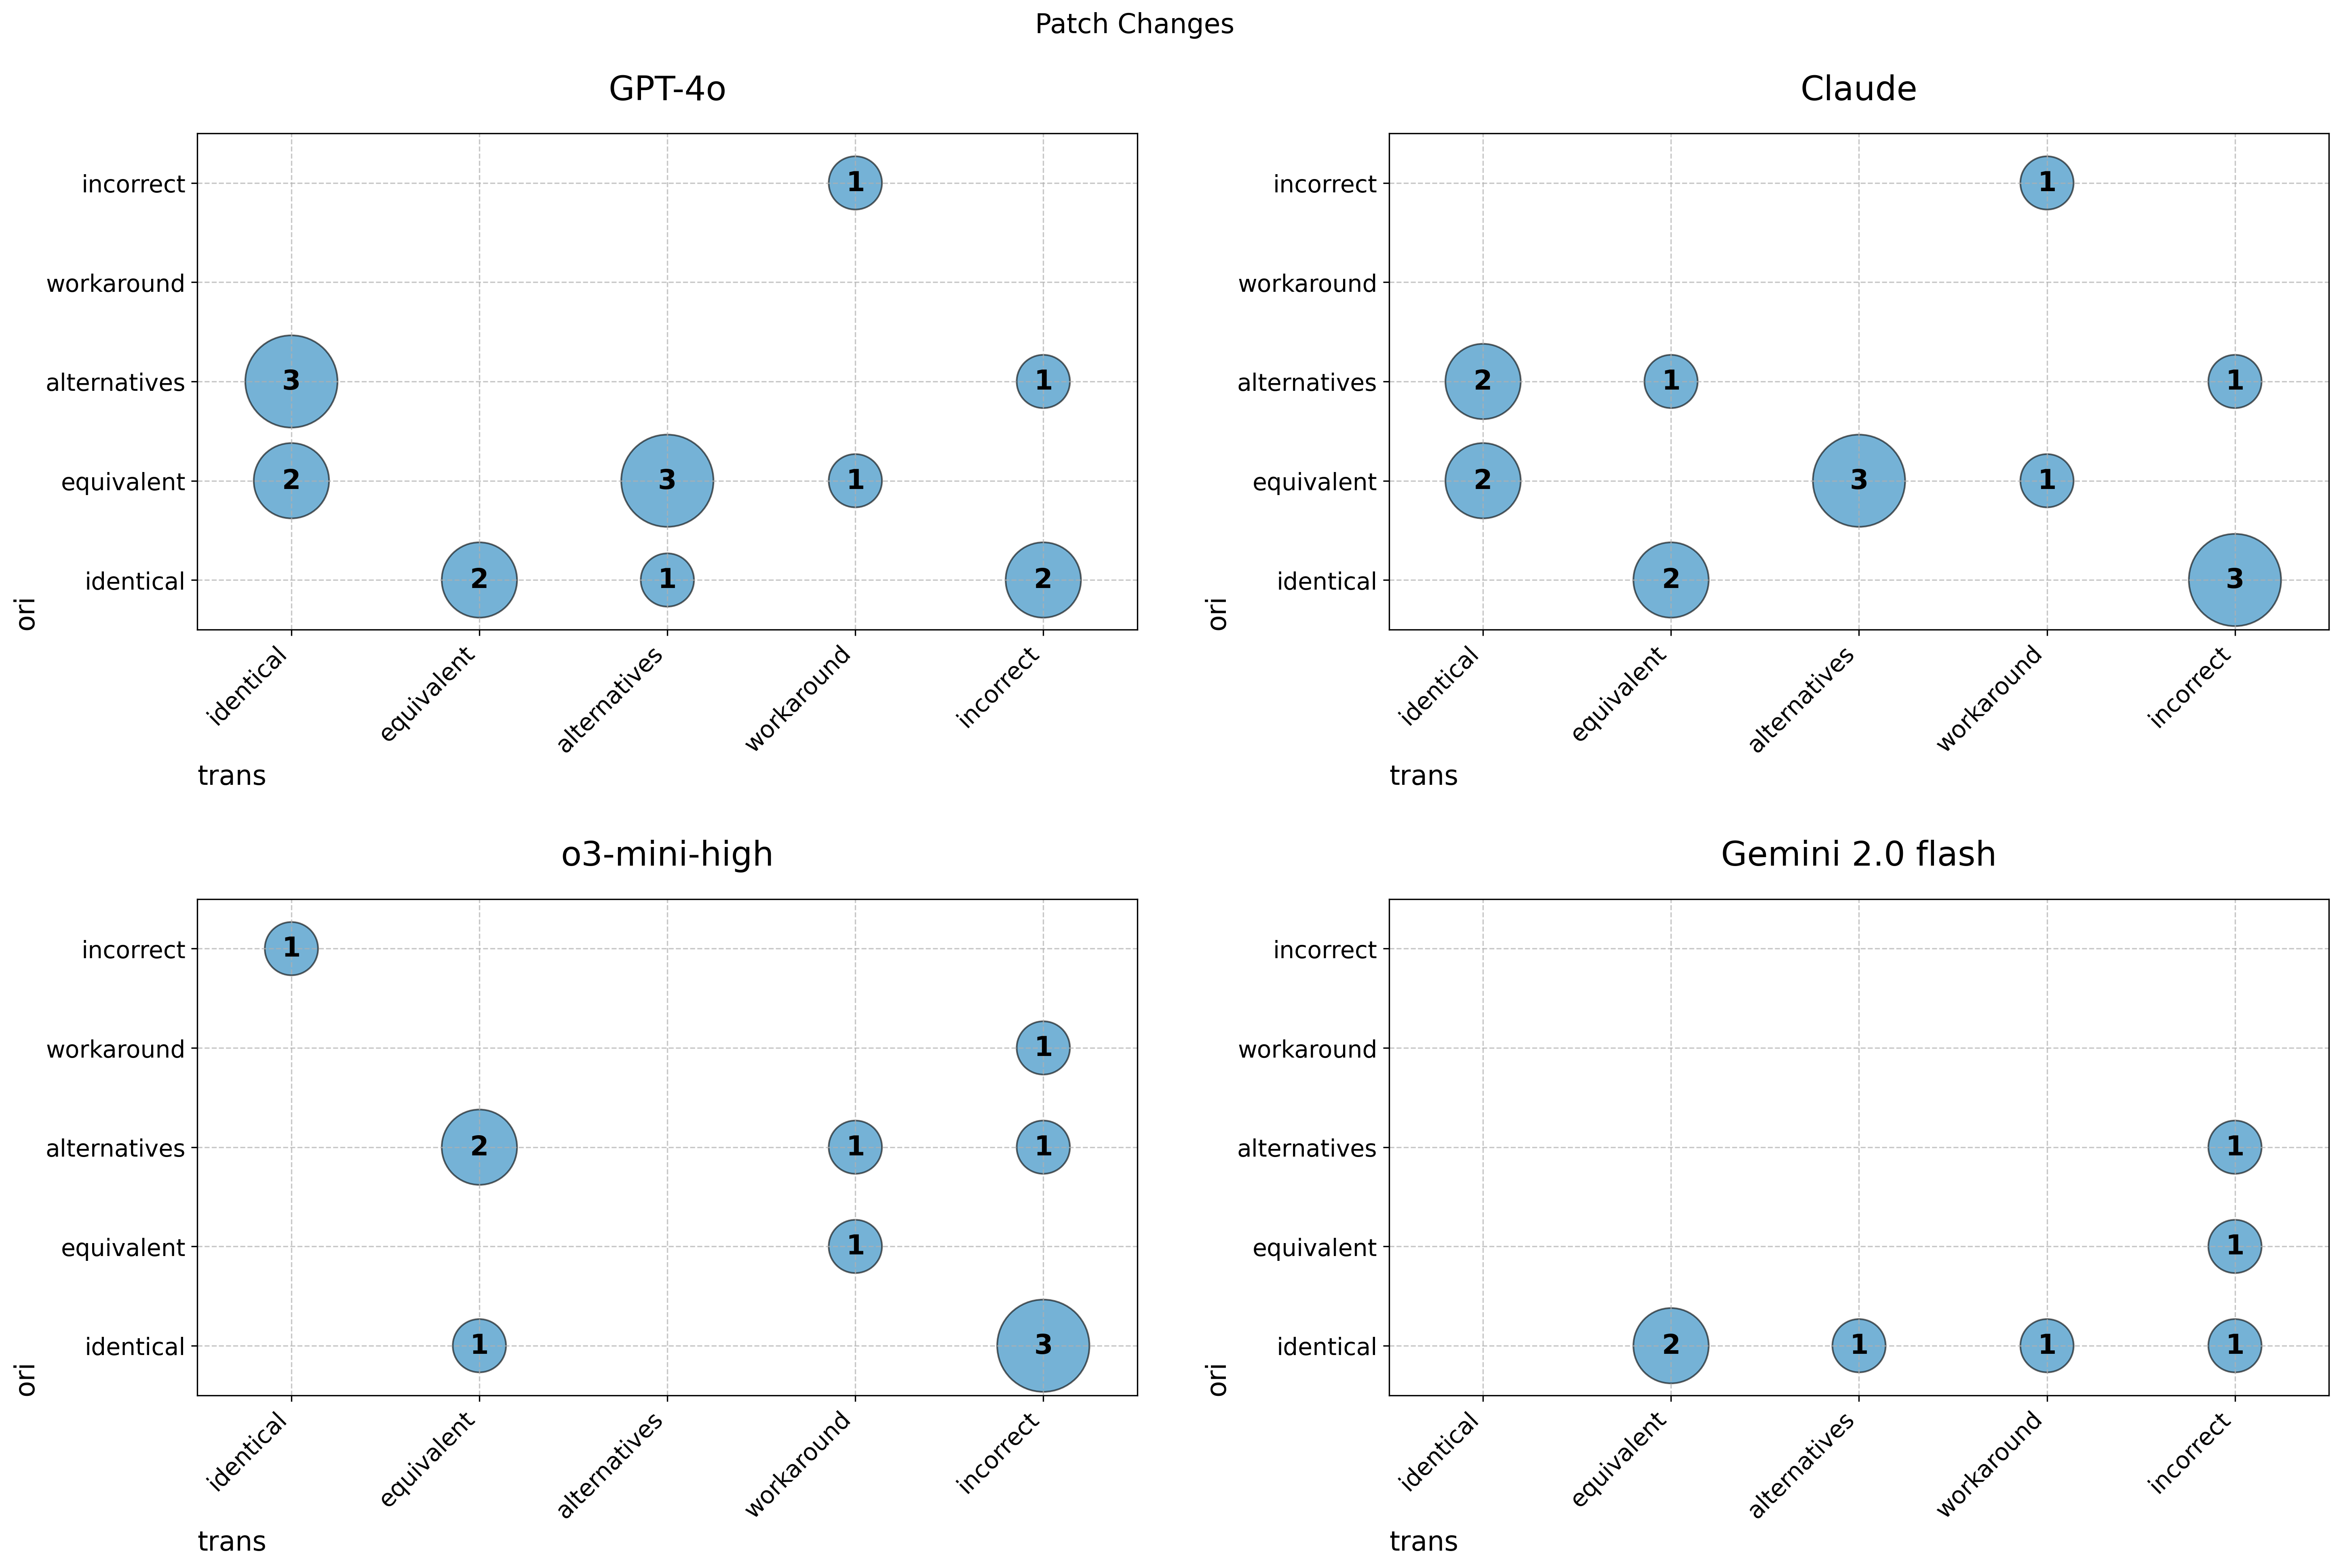 Patch Changes
GPT-4o
incorrect
workaround
alternatives
equivalent
identical
ori
1
3
1
2
3
1
2
1
2
identical
equivalent
alternatives
workaround
incorrect
trans
Claude
incorrect
workaround
alternatives
equivalent
identical
ori
1
2
1
1
2
3
1
2
3
identical
equivalent
alternatives
workaround
incorrect
trans
o3-mini-high
incorrect
workaround
alternatives
equivalent
identical
ori
1
1
2
1
1
1
1
3
identical
equivalent
alternatives
workaround
incorrect
trans
Gemini 2.0 flash
incorrect
workaround
alternatives
equivalent
identical
ori
1
1
2
1
1
1
identical
equivalent
alternatives
workaround
incorrect
trans